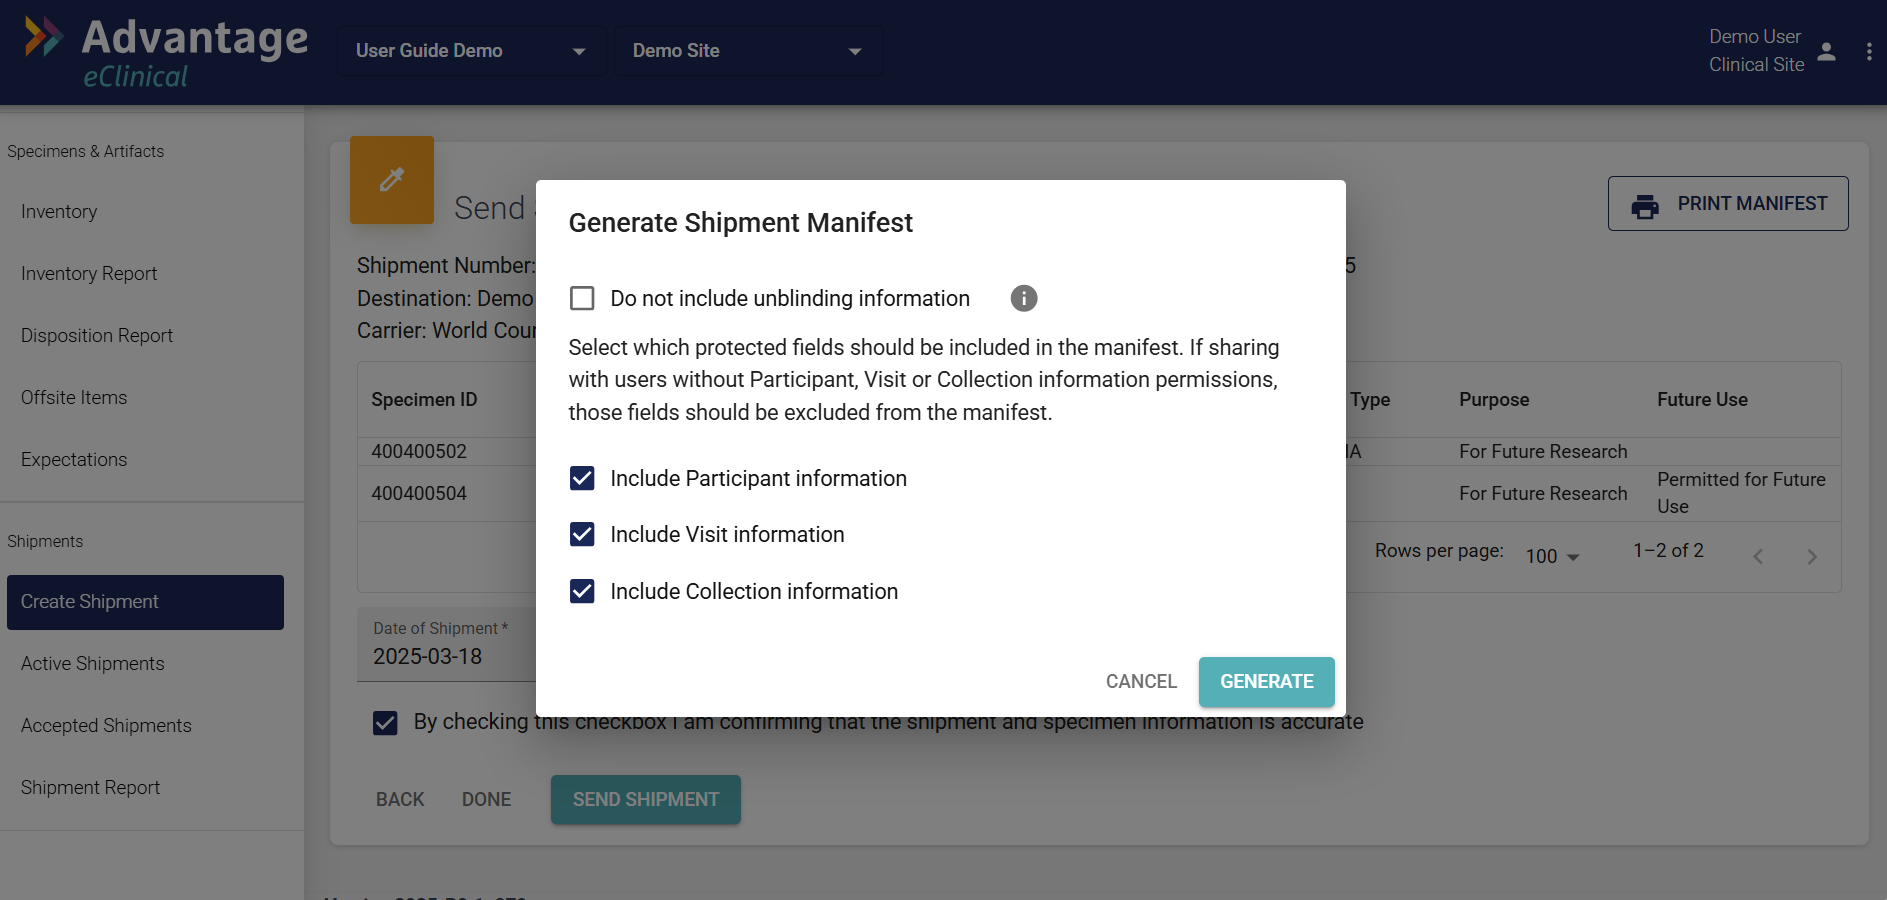 Advantage
eClinical
User Guide Demo
Demo Site
Demo User
Clinical Site
Specimens & Artifacts
Inventory
Inventory Report
Disposition Report
Offsite Items
Expectations
Shipments
Create Shipment
Active Shipments
Accepted Shipments
Shipment Report
Send
PRINT MANIFEST
Shipment Number:
5
Destination: Demo
Carrier: World Cour
Specimen ID
Type
Purpose
Future Use
400400502
IA
For Future Research
400400504
For Future Research
Permitted for Future
Use
Rows per page:
100
1–2 of 2
Date of Shipment *
2025-03-18
By checking this checkbox I am confirming that the shipment and specimen information is accurate
BACK
DONE
SEND SHIPMENT
Generate Shipment Manifest
Do not include unblinding information
Select which protected fields should be included in the manifest. If sharing
with users without Participant, Visit or Collection information permissions,
those fields should be excluded from the manifest.
Include Participant information
Include Visit information
Include Collection information
CANCEL
GENERATE